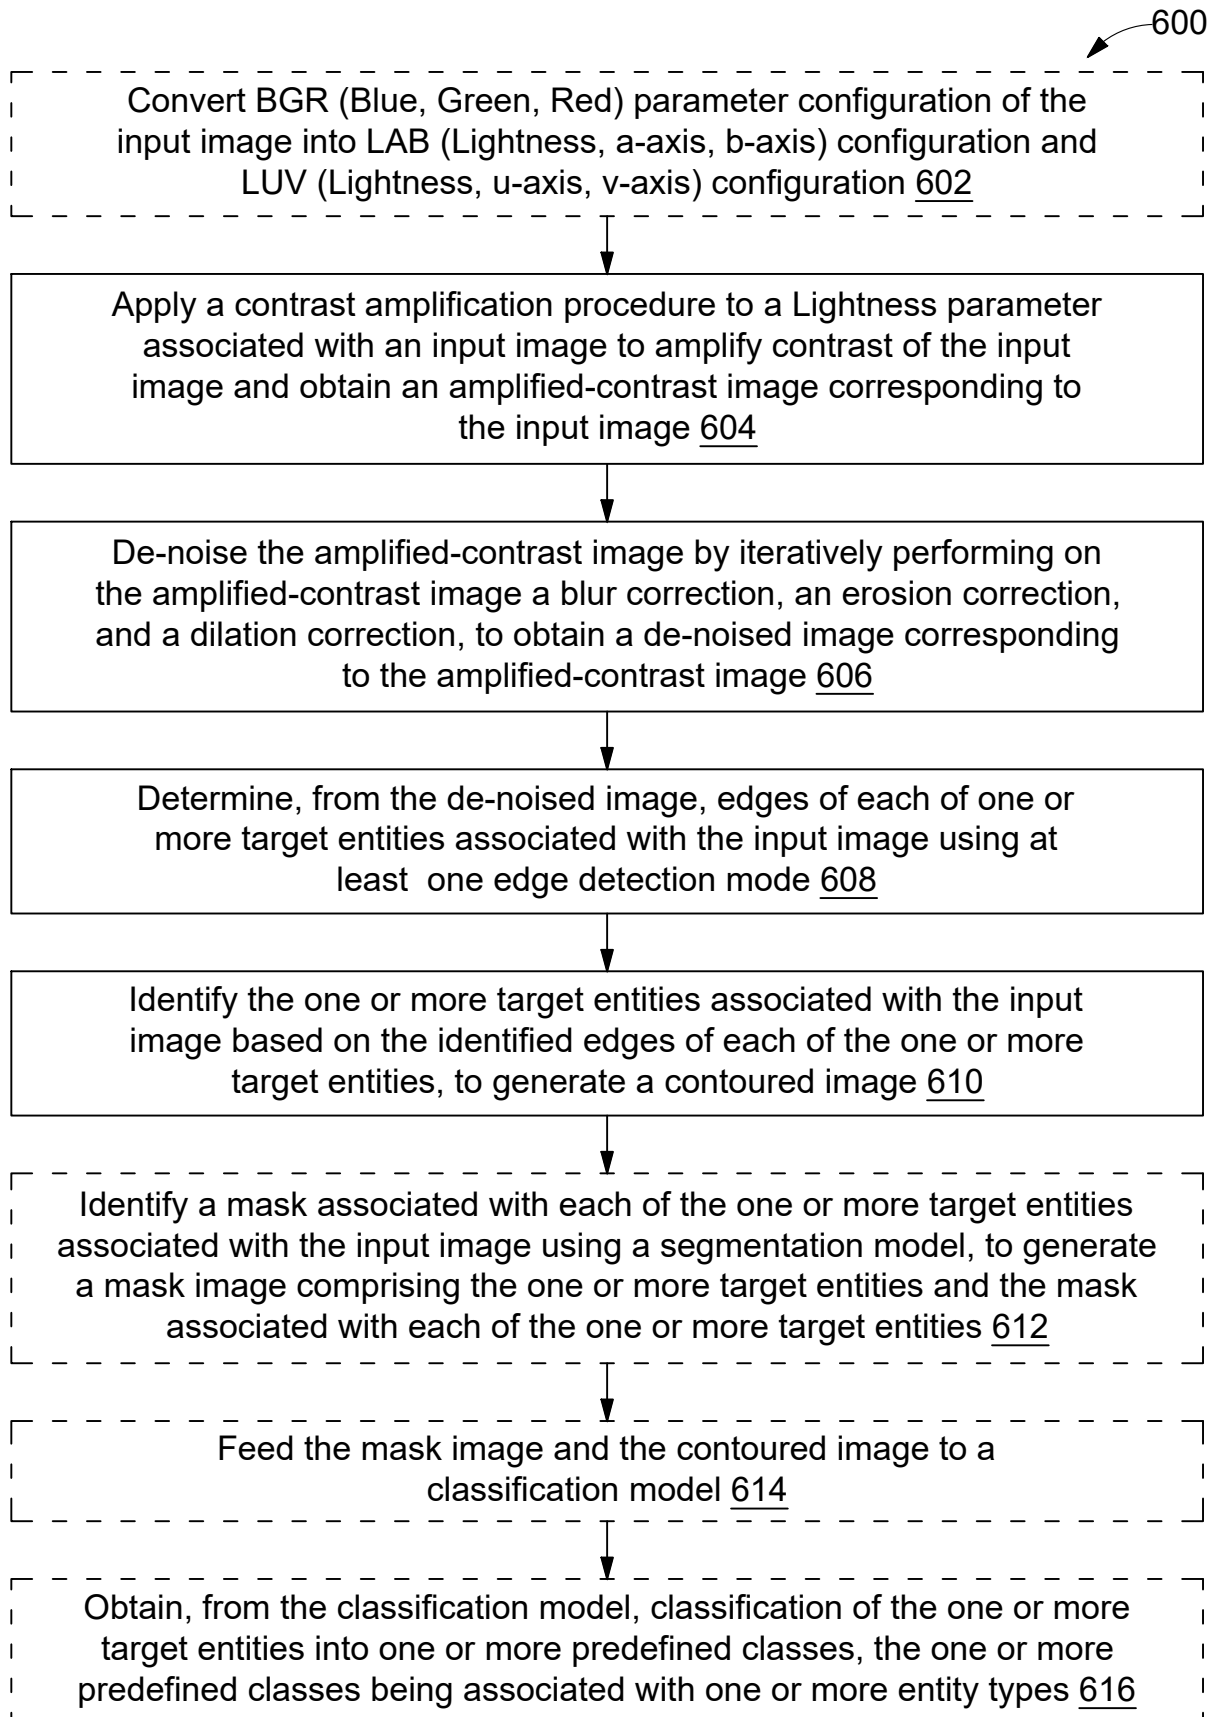 600
Convert BGR (Blue, Green, Red) parameter configuration of the
input image into LAB (Lightness, a-axis, b-axis) configuration and
LUV (Lightness, u-axis, v-axis) configuration 602
Apply a contrast amplification procedure to a Lightness parameter
associated with an input image to amplify contrast of the input
image and obtain an amplified-contrast image corresponding to
the input image 604
De-noise the amplified-contrast image by iteratively performing on
the amplified-contrast image a blur correction, an erosion correction,
and a dilation correction, to obtain a de-noised image corresponding
to the amplified-contrast image 606
Determine, from the de-noised image, edges of each of one or
more target entities associated with the input image using at
least  one edge detection mode 608
Identify the one or more target entities associated with the input
image based on the identified edges of each of the one or more
target entities, to generate a contoured image 610
Identify a mask associated with each of the one or more target entities
associated with the input image using a segmentation model, to generate
a mask image comprising the one or more target entities and the mask
associated with each of the one or more target entities 612
Feed the mask image and the contoured image to a
classification model 614
Obtain, from the classification model, classification of the one or more
target entities into one or more predefined classes, the one or more
predefined classes being associated with one or more entity types 616